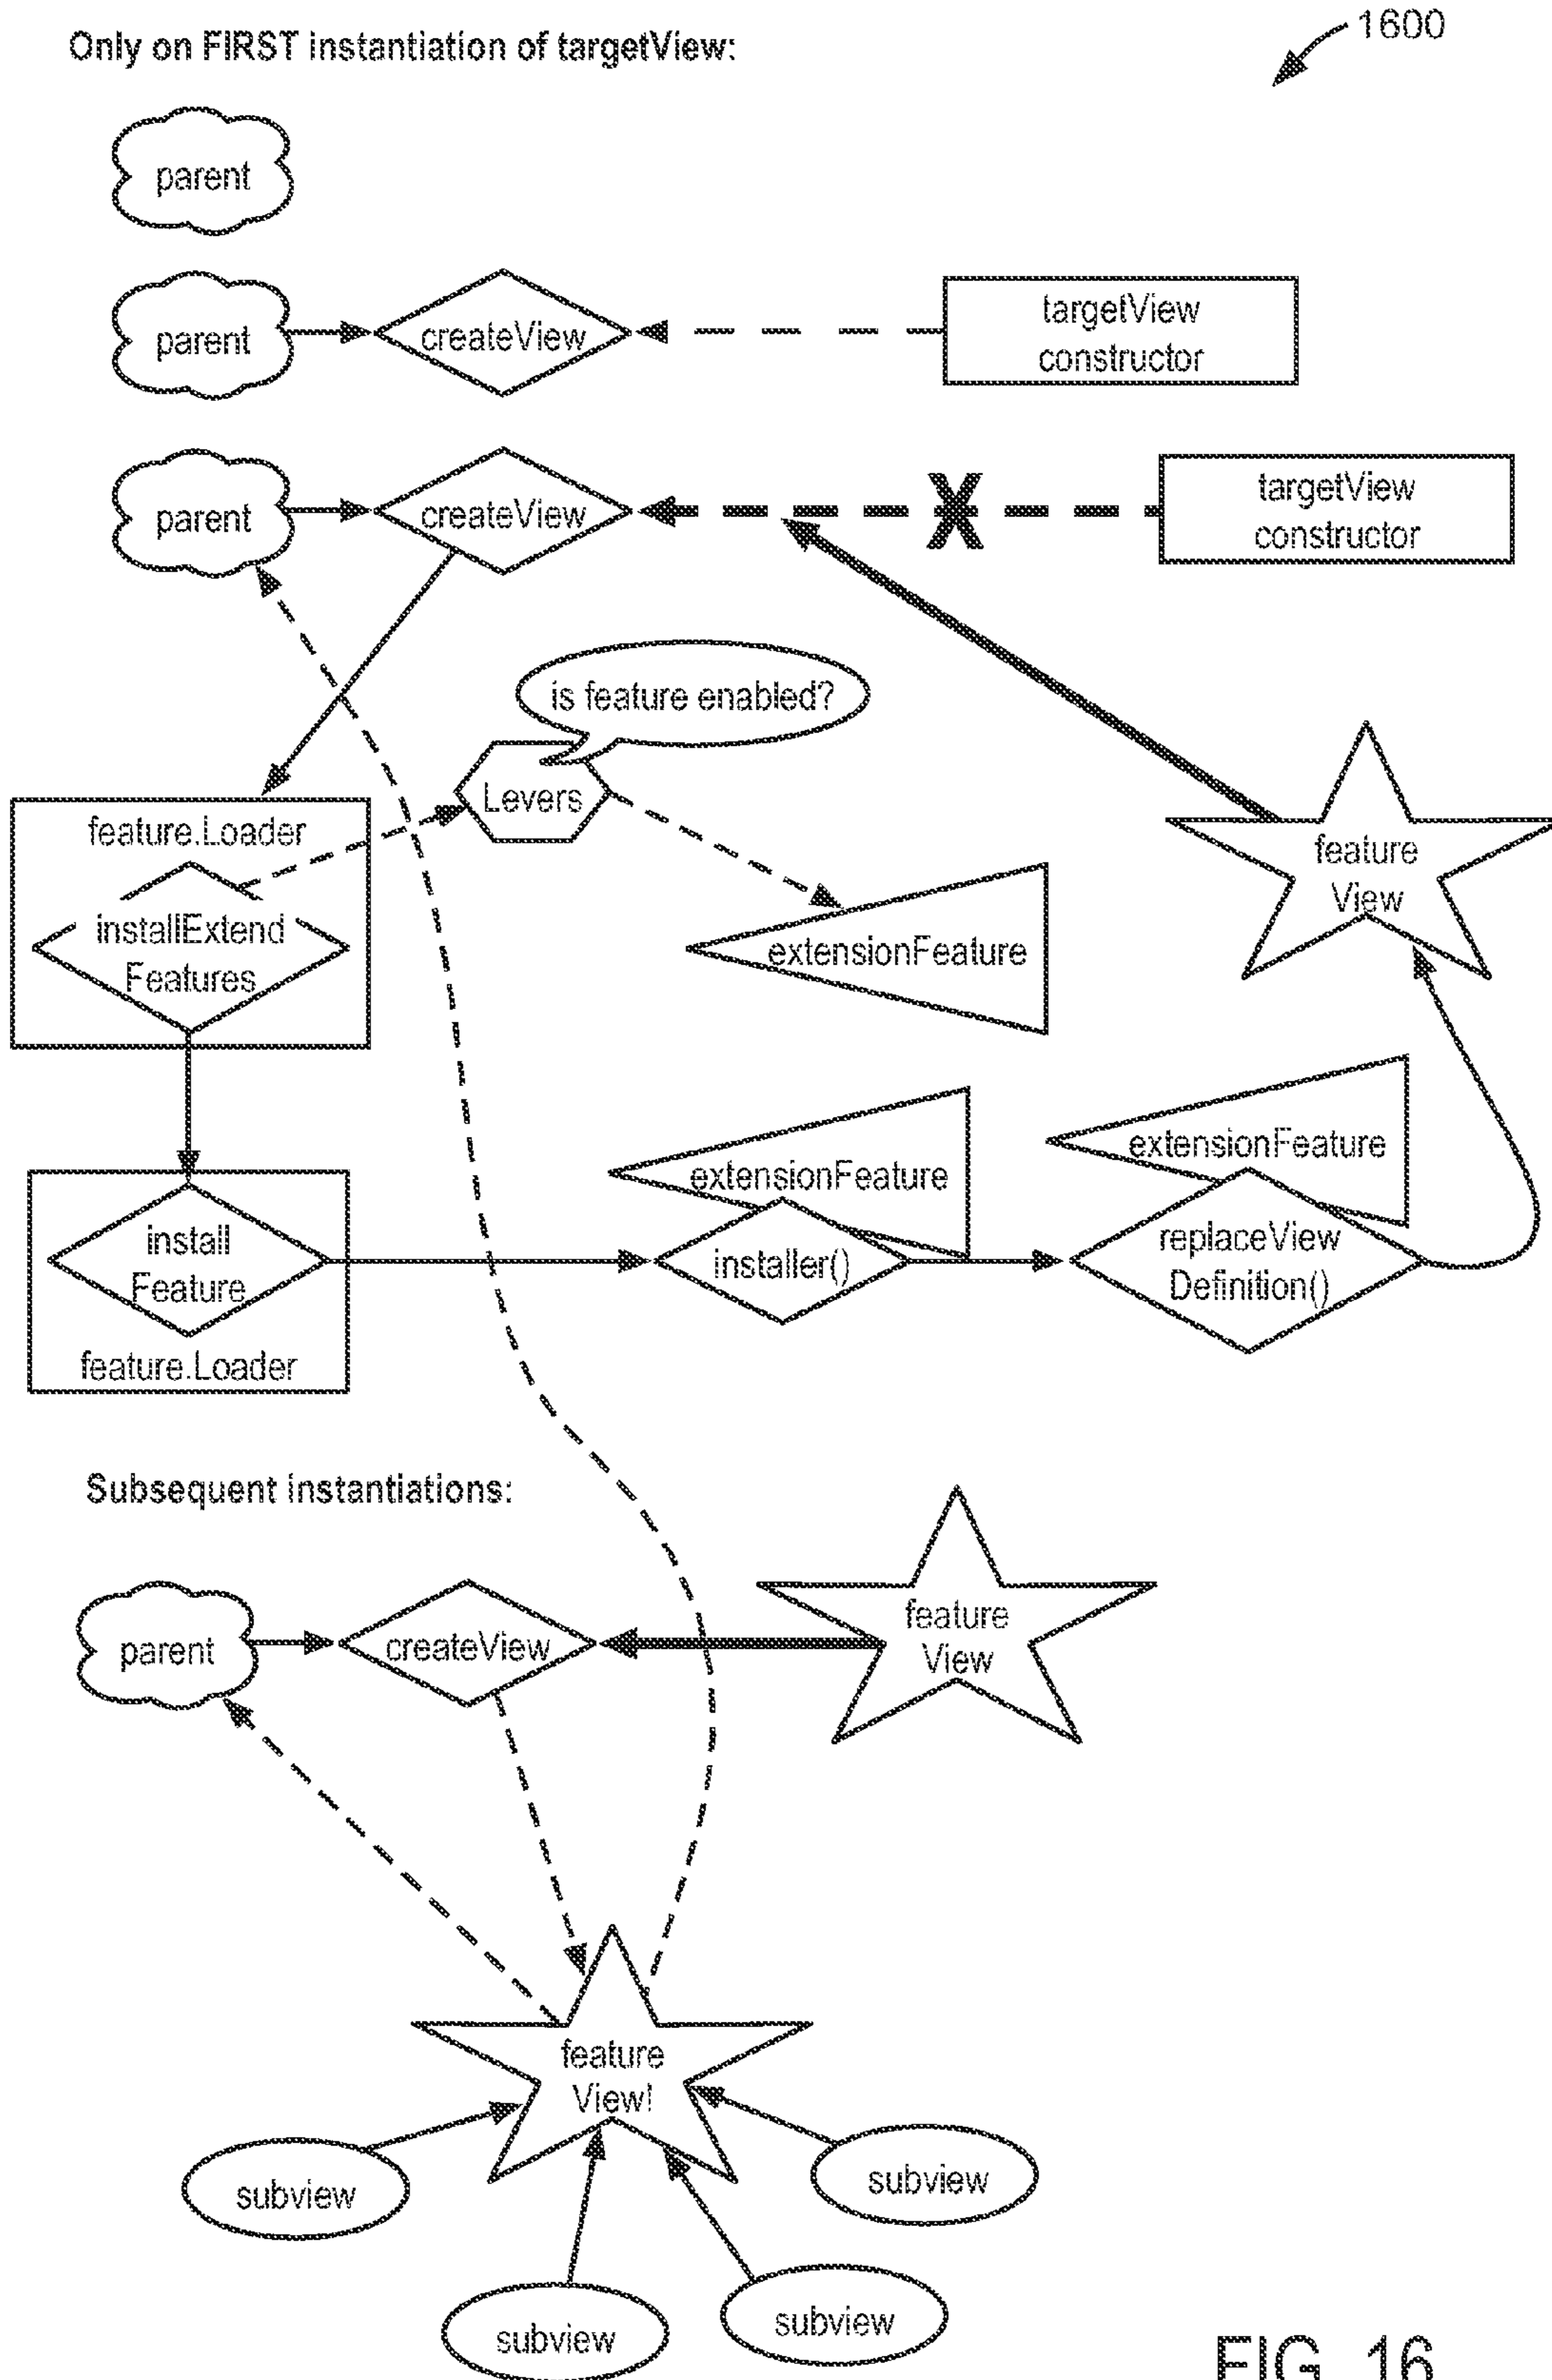 1600
Only on FIRST instantiation of targetView:
parent
parent
createView
targetView
constructor
parent
createView
X
targetView
constructor
is feature enabled?
Levers
feature.Loader
installExtend
Features
extensionFeature
feature
View
extensionFeature
extensionFeature
install
Feature
feature.Loader
installer()
replaceView
Definition()
Subsequent instantiations:
parent
createView
feature
View
feature
View!
subview
subview
subview
subview
FIG. 16